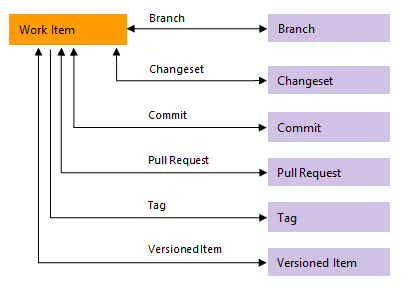 Branch
Work Item
Branch
Changeset
Changeset
Commit
Commit
Pull Request
Pull Request
Tag
Tag
Versioned Item
Versioned Item